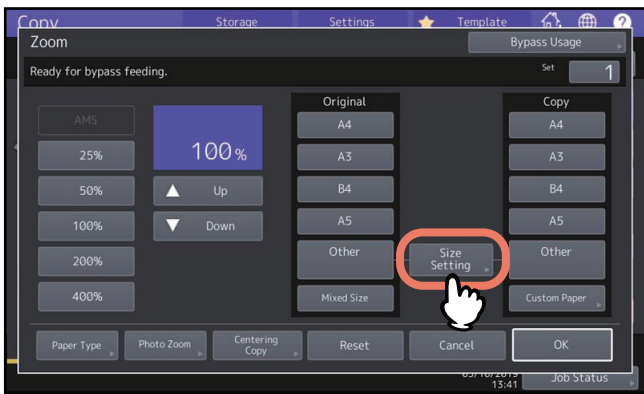 Copy Storage Settings Template ?
Zoom Bypass Usage
Ready for bypass feeding. Set 1
Original Copy
AMS A4 A4
25% 100 % A3 A3
50% Up B4 B4
100% Down A5 A5
200% Other Size Setting Other
400% Mixed Size Custom Paper
Paper Type Photo Zoom Centering Copy Reset Cancel OK
13:41 Job Status